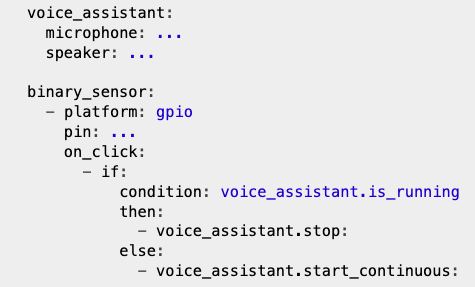 voice_assistant:
  microphone: ...
  speaker: ...

binary_sensor:
  - platform: gpio
    pin: ...
    on_click:
      - if:
          condition: voice_assistant.is_running
          then:
            - voice_assistant.stop:
          else:
            - voice_assistant.start_continuous: